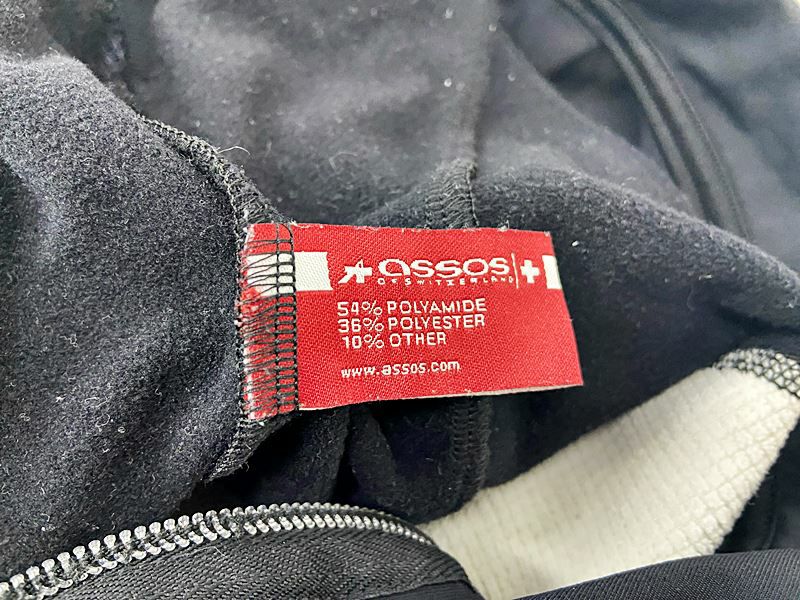 assos
OF SWITZERLAND
54% POLYAMIDE
36% POLYESTER
10% OTHER
www.assos.com